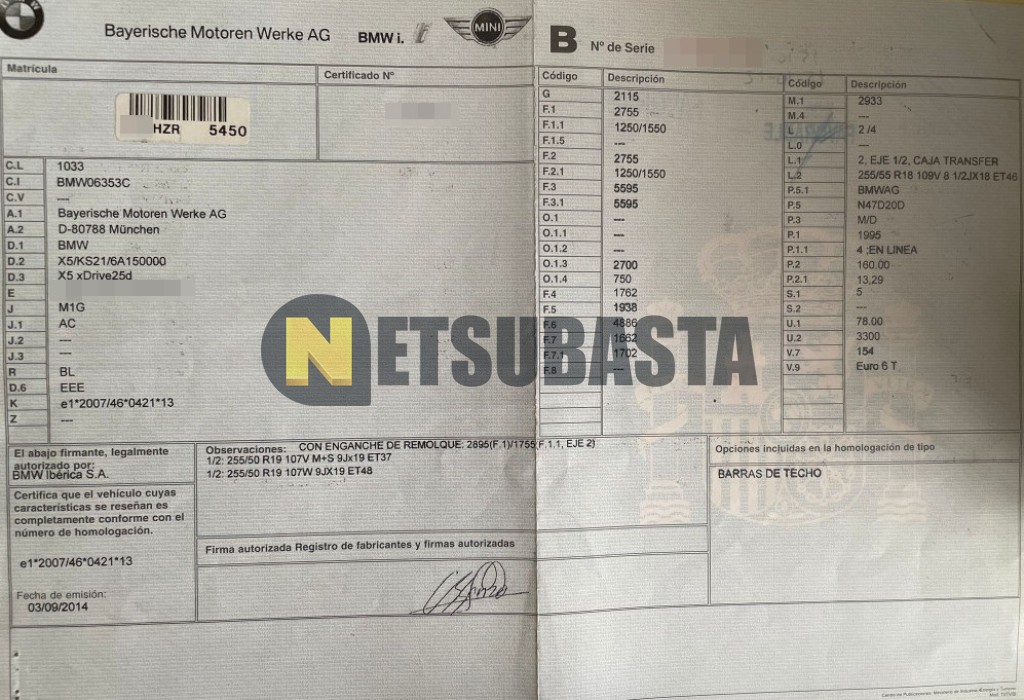 BMW
Bayerische Motoren Werke AG
BMW i.
MINI
B
Nº de Serie
Matrícula
Certificado Nº
HZR 5450
C.L 1033
C.I BMW06353C
C.V ---
A.1 Bayerische Motoren Werke AG
A.2 D-80788 München
D.1 BMW
D.2 X5/KS21/6A150000
D.3 X5 xDrive25d
E
J M1G
J.1 AC
J.2 ---
J.3 ---
R BL
D.6 EEE
K e1*2007/46*0421*13
Z ---
Código Descripción
G 2115
F.1 2755
F.1.1 1250/1550
F.1.5 ---
F.2 2755
F.2.1 1250/1550
F.3 5595
F.3.1 5595
O.1 ---
O.1.1 ---
O.1.2 ---
O.1.3 2700
O.1.4 750
F.4 1762
F.5 1938
F.6 4886
F.7 1662
F.7.1 1702
F.8 ---
Código Descripción
M.1 2933
M.4 ---
L 2 /4
L.0 ---
L.1 2, EJE 1/2, CAJA TRANSFER
L.2 255/55 R18 109V 8 1/2JX18 ET46
P.5.1 BMWAG
P.5 N47D20D
P.3 M/D
P.1 1995
P.1.1 4 ;EN LINEA
P.2 160.00
P.2.1 13,29
S.1 5
S.2 ---
U.1 78.00
U.2 3300
V.7 154
V.9 Euro 6 T
NETSUBASTA
El abajo firmante, legalmente
autorizado por:
BMW Ibérica S.A.
Certifica que el vehículo cuyas
características se reseñan es
completamente conforme con el
número de homologación.
e1*2007/46*0421*13
Fecha de emisión:
03/09/2014
Observaciones: CON ENGANCHE DE REMOLQUE: 2895(F.1)/1755(F.1.1, EJE 2)
1/2: 255/50 R19 107V M+S 9Jx19 ET37
1/2: 255/50 R19 107W 9JX19 ET48
Firma autorizada Registro de fabricantes y firmas autorizadas
Opciones incluidas en la homologación de tipo
BARRAS DE TECHO